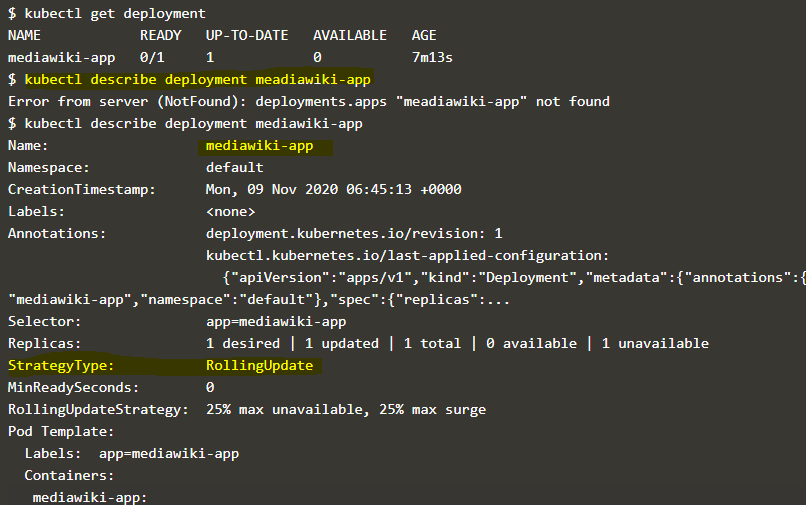 $ kubectl get deployment
NAME READY UP-TO-DATE AVAILABLE AGE
mediawiki-app 0/1 1 0 7m13s
$ kubectl describe deployment meadiawiki-app
Error from server (NotFound): deployments.apps "meadiawiki-app" not found
$ kubectl describe deployment mediawiki-app
Name: mediawiki-app
Namespace: default
CreationTimestamp: Mon, 09 Nov 2020 06:45:13 +0000
Labels: <none>
Annotations: deployment.kubernetes.io/revision: 1
kubectl.kubernetes.io/last-applied-configuration:
{"apiVersion":"apps/v1","kind":"Deployment","metadata":{"annotations":{
"mediawiki-app","namespace":"default"},"spec":{"replicas":...
Selector: app=mediawiki-app
Replicas: 1 desired | 1 updated | 1 total | 0 available | 1 unavailable
StrategyType: RollingUpdate
MinReadySeconds: 0
RollingUpdateStrategy: 25% max unavailable, 25% max surge
Pod Template:
Labels: app=mediawiki-app
Containers:
mediawiki-app: